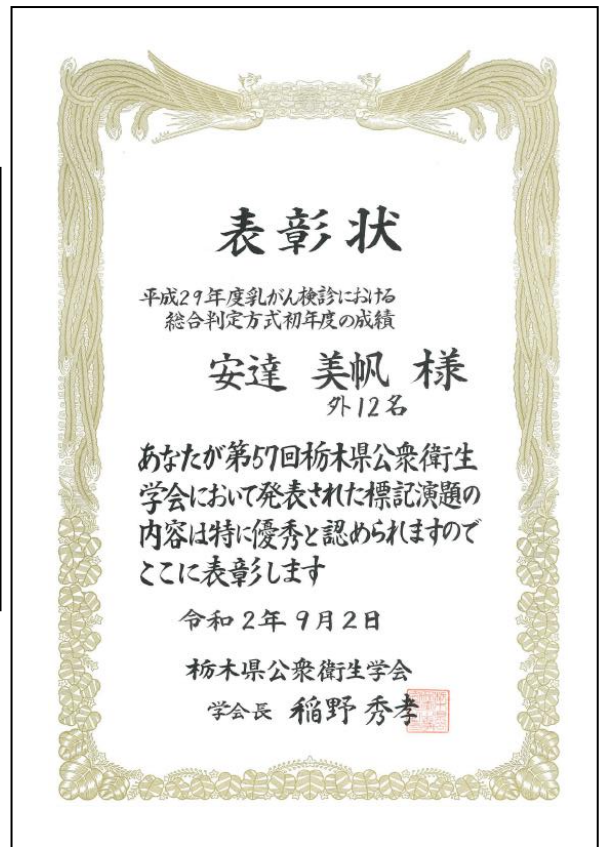 表彰状
平成29年度乳がん検診における
総合判定方式初年度の成績
安達 美帆 様
外12名
あなたが第57回栃木県公衆衛生
学会において発表された標記演題の
内容は特に優秀と認められますので
ここに表彰します
令和2年9月2日
栃木県公衆衛生学会
学会長 稲野 秀孝